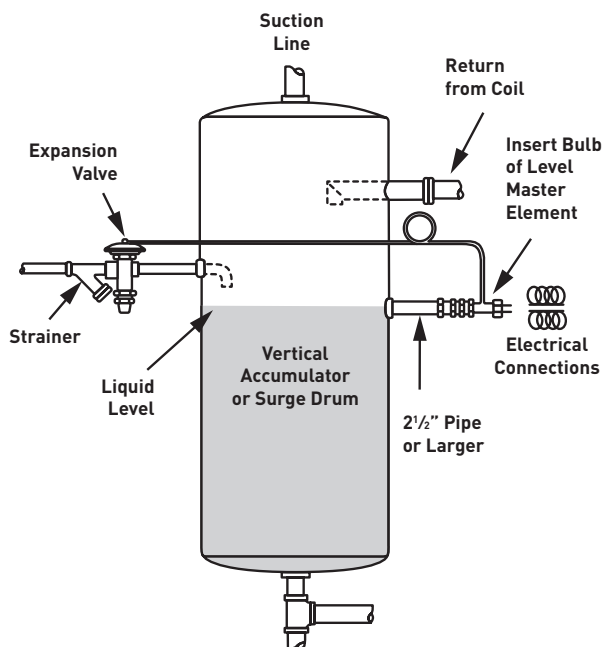 Suction
Line
Return
from Coil
Expansion
Valve
Insert Bulb
of Level
Master
Element
Strainer
Liquid
Level
Vertical
Accumulator
or Surge Drum
2½” Pipe
or Larger
Electrical
Connections